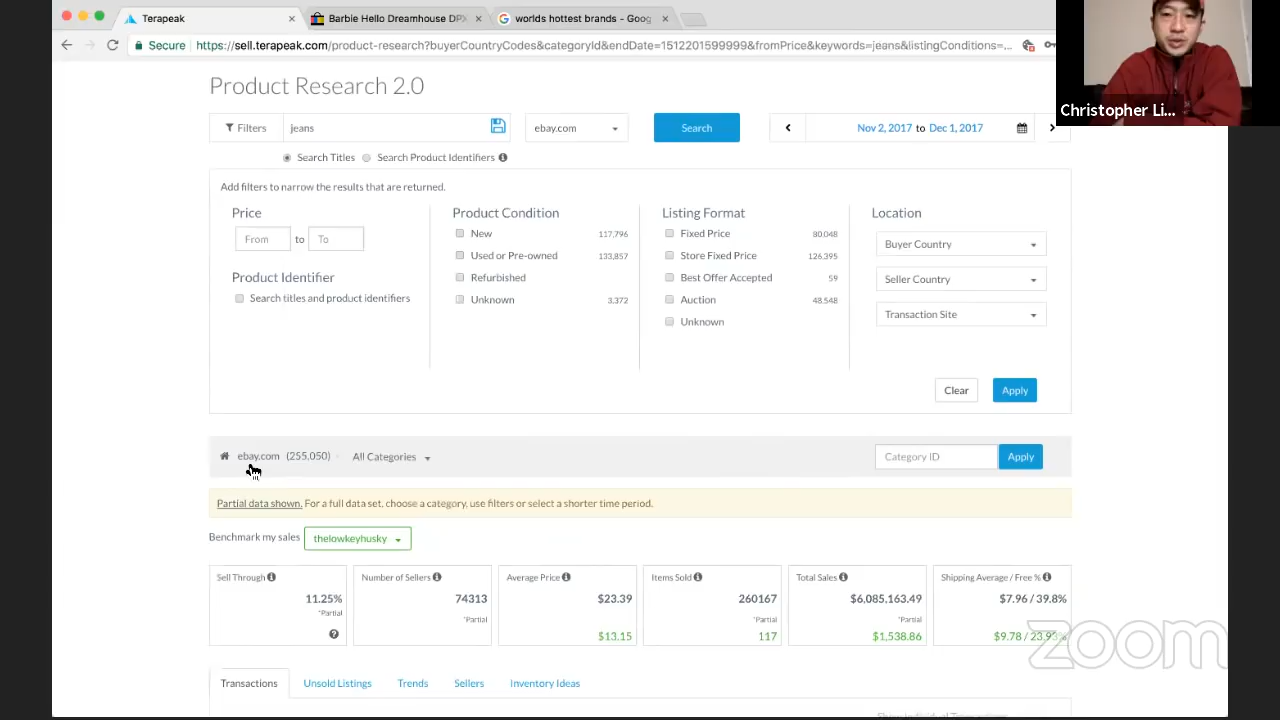 Terapeak
Barbie Hello Dreamhouse DPX
worlds hottest brands - Goog
Secure https://sell.terapeak.com/product-research?buyerCountryCodes&categoryId&endDate=1512201599999&fromPrice&keywords=jeans&listingConditions=...
Christopher Li...
Product Research 2.0
Filters jeans ebay.com Search Nov 2, 2017 to Dec 1, 2017
Search Titles Search Product Identifiers
Add filters to narrow the results that are returned.
Price Product Condition Listing Format Location
New 117,796 Fixed Price 80,048
From to To Buyer Country
Used or Pre-owned 133,857 Store Fixed Price 126,395
Product Identifier Refurbished Best Offer Accepted 59 Seller Country
Search titles and product identifiers Unknown 3,372 Auction 48,548
Unknown Transaction Site
Clear Apply
ebay.com (255,050) All Categories Category ID Apply
Partial data shown. For a full data set, choose a category, use filters or select a shorter time period.
Benchmark my sales thelowkeyhusky
Sell Through Number of Sellers Average Price Items Sold Total Sales Shipping Average / Free %
11.25% 74313 $23.39 260167 $6,085,163.49 $7.96 / 39.8%
*Partial *Partial *Partial *Partial
$13.15 117 $1,538.86 $9.78 / 23.93%
zoom
Transactions Unsold Listings Trends Sellers Inventory Ideas